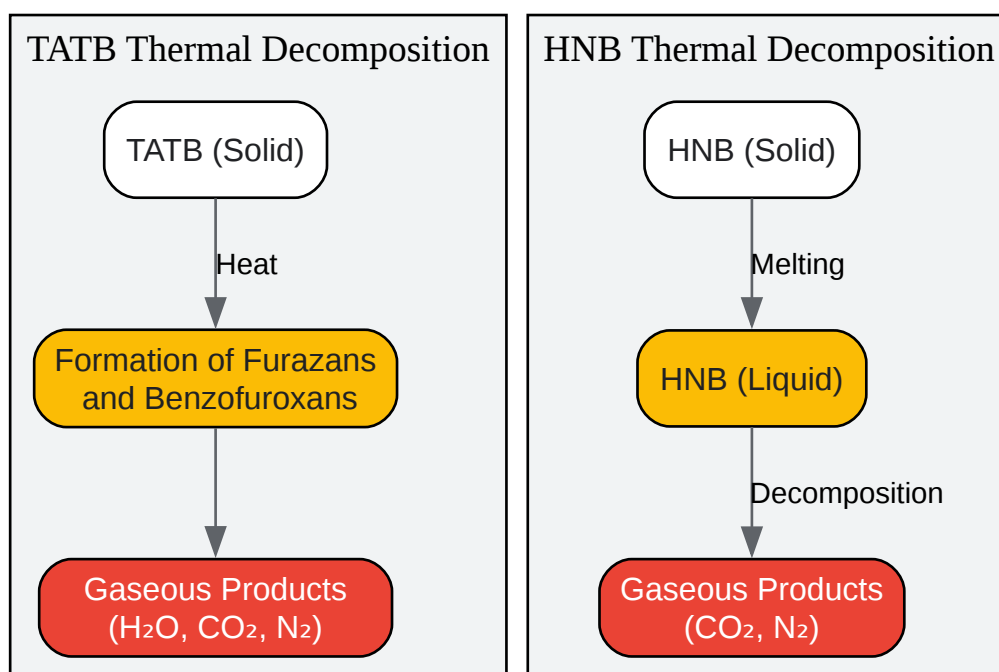 TATB Thermal Decomposition
TATB (Solid)
Heat
Formation of Furazans
and Benzofuroxans
Gaseous Products
(H₂O, CO₂, N₂)
HNB Thermal Decomposition
HNB (Solid)
Melting
HNB (Liquid)
Decomposition
Gaseous Products
(CO₂, N₂)